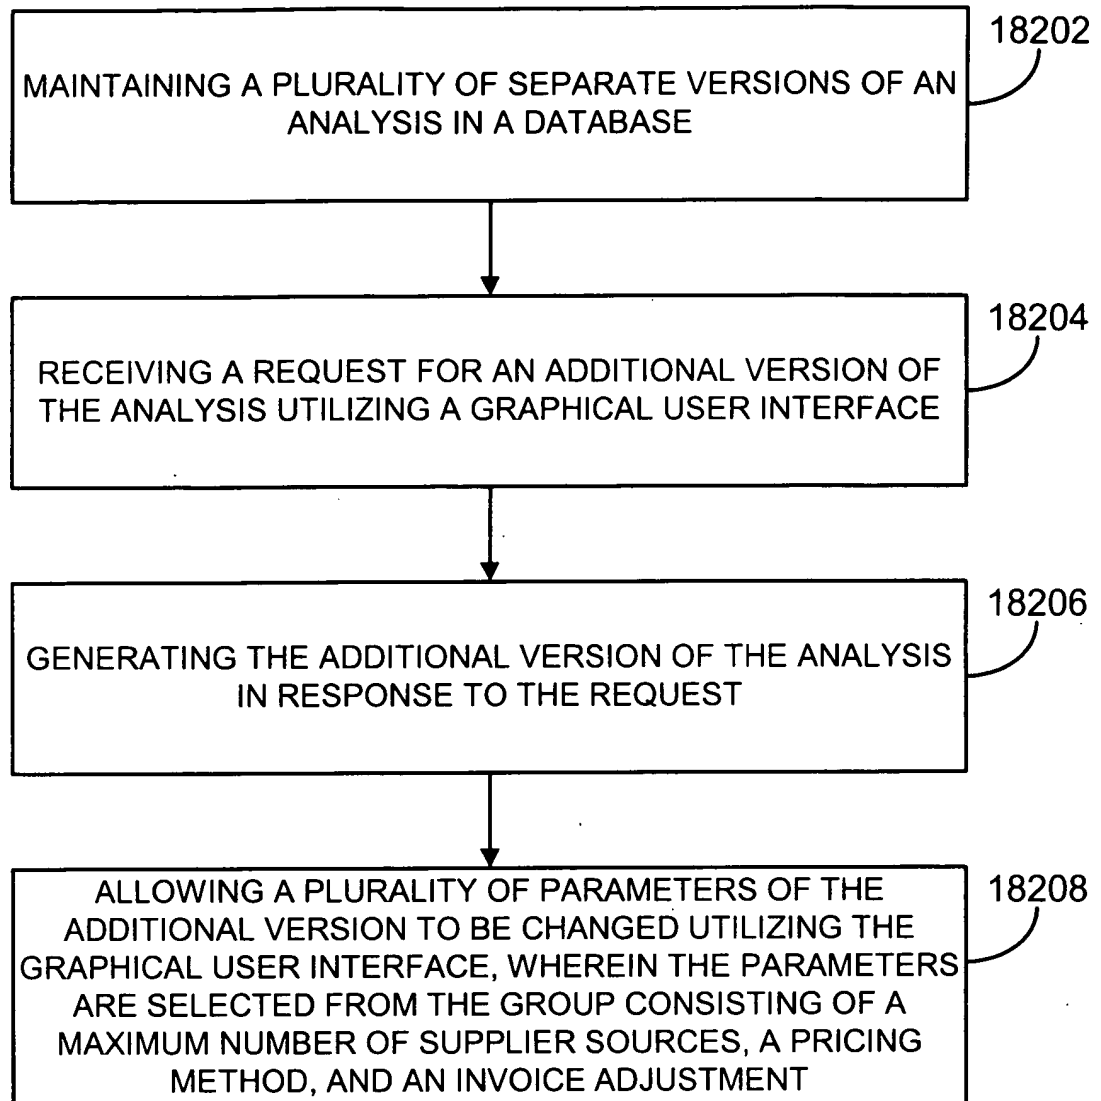 18202
MAINTAINING A PLURALITY OF SEPARATE VERSIONS OF AN
ANALYSIS IN A DATABASE
18204
RECEIVING A REQUEST FOR AN ADDITIONAL VERSION OF
THE ANALYSIS UTILIZING A GRAPHICAL USER INTERFACE
18206
GENERATING THE ADDITIONAL VERSION OF THE ANALYSIS
IN RESPONSE TO THE REQUEST
18208
ALLOWING A PLURALITY OF PARAMETERS OF THE
ADDITIONAL VERSION TO BE CHANGED UTILIZING THE
GRAPHICAL USER INTERFACE, WHEREIN THE PARAMETERS
ARE SELECTED FROM THE GROUP CONSISTING OF A
MAXIMUM NUMBER OF SUPPLIER SOURCES, A PRICING
METHOD, AND AN INVOICE ADJUSTMENT